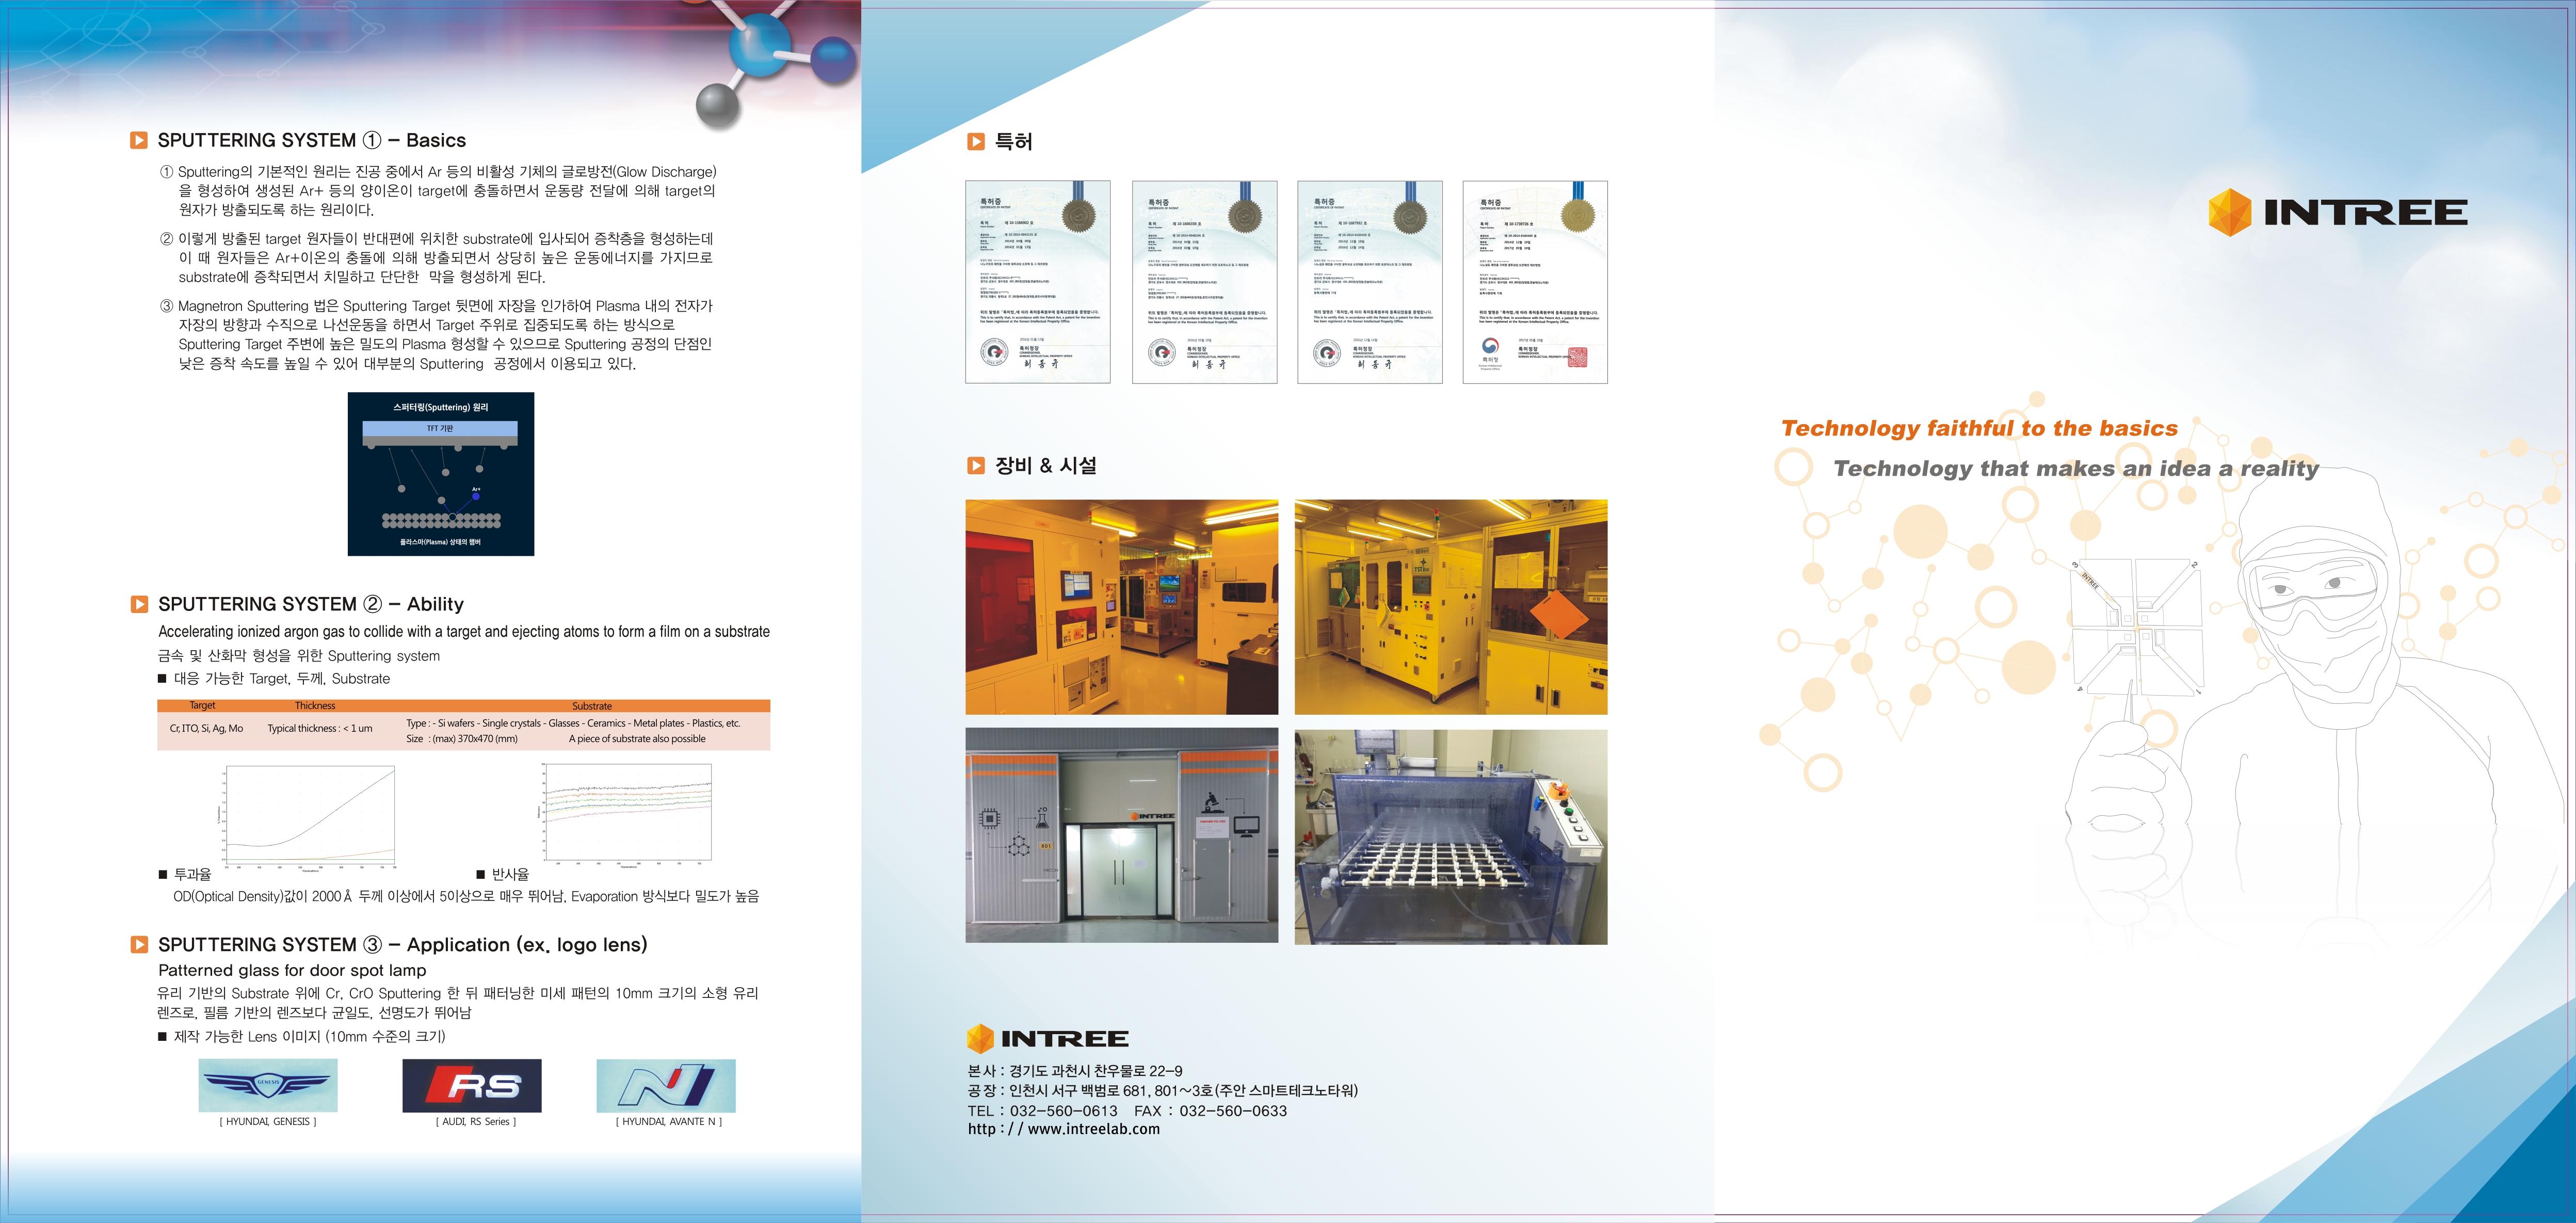 SPUTTERING SYSTEM ① - Basics
① Sputtering의 기본적인 원리는 진공 중에서 Ar 등의 비활성 기체의 글로방전(Glow Discharge)
을 형성하여 생성된 Ar+ 등의 양이온이 target에 충돌하면서 운동량 전달에 의해 target의
원자가 방출되도록 하는 원리이다.
② 이렇게 방출된 target 원자들이 반대편에 위치한 substrate에 입사되어 증착층을 형성하는데
이 때 원자들은 Ar+이온의 충돌에 의해 방출되면서 상당히 높은 운동에너지를 가지므로
substrate에 증착되면서 치밀하고 단단한 막을 형성하게 된다.
③ Magnetron Sputtering 법은 Sputtering Target 뒷면에 자장을 인가하여 Plasma 내의 전자가
자장의 방향과 수직으로 나선운동을 하면서 Target 주위로 집중되도록 하는 방식으로
Sputtering Target 주변에 높은 밀도의 Plasma 형성할 수 있으므로 Sputtering 공정의 단점인
낮은 증착 속도를 높일 수 있어 대부분의 Sputtering 공정에서 이용되고 있다.
스퍼터링(Sputtering) 원리
TFT 기판
Ar+
플라스마(Plasma) 상태의 챔버
SPUTTERING SYSTEM ② - Ability
Accelerating ionized argon gas to collide with a target and ejecting atoms to form a film on a substrate
금속 및 산화막 형성을 위한 Sputtering system
■ 대응 가능한 Target, 두께, Substrate
Target Thickness Substrate
Cr, ITO, Si, Ag, Mo Typical thickness : < 1 um Type : - Si wafers - Single crystals - Glasses - Ceramics - Metal plates - Plastics, etc.
Size : (max) 370x470 (mm) A piece of substrate also possible
■ 투과율 ■ 반사율
OD(Optical Density)값이 2000Å 두께 이상에서 5이상으로 매우 뛰어남, Evaporation 방식보다 밀도가 높음
SPUTTERING SYSTEM ③ - Application (ex. logo lens)
Patterned glass for door spot lamp
유리 기반의 Substrate 위에 Cr, CrO Sputtering 한 뒤 패터닝한 미세 패턴의 10mm 크기의 소형 유리
렌즈로, 필름 기반의 렌즈보다 균일도, 선명도가 뛰어남
■ 제작 가능한 Lens 이미지 (10mm 수준의 크기)
GENESIS
RS
N
[ HYUNDAI, GENESIS ] [ AUDI, RS Series ] [ HYUNDAI, AVANTE N ]
특허
특허증
특허증
특허증
특허증
특허청장
특허청장
특허청장
특허청장
특허청
장비 & 시설
INTREE
INTREE
본사 : 경기도 과천시 찬우물로 22-9
공장 : 인천시 서구 백범로 681, 801~3호(주안 스마트테크노타워)
TEL : 032-560-0613 FAX : 032-560-0633
http : / / www.intreelab.com
INTREE
Technology faithful to the basics
Technology that makes an idea a reality
INTREE
3
2
4
1